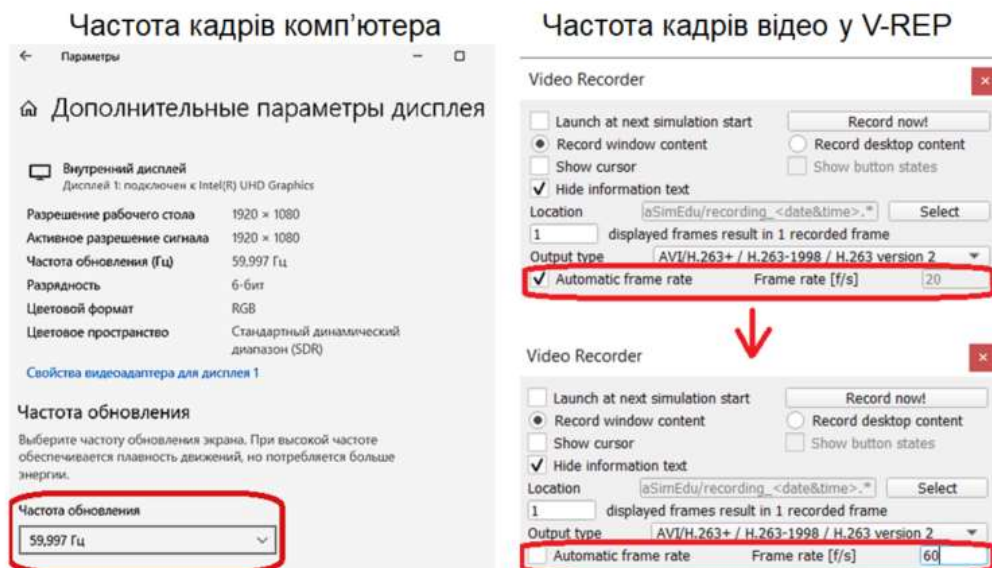 Частота кадрів комп’ютера
Параметры
Дополнительные параметры дисплея
Внутренний дисплей
Дисплей 1: подключен к Intel(R) UHD Graphics
Разрешение рабочего стола 1920 × 1080
Активное разрешение сигнала 1920 × 1080
Частота обновления (Гц) 59,997 Гц
Разрядность 6-бит
Цветовой формат RGB
Цветовое пространство Стандартный динамический
диапазон (SDR)
Свойства видеоадаптера для дисплея 1
Частота обновления
Выберите частоту обновления экрана. При высокой частоте
обеспечивается плавность движений, но потребляется больше
энергии.
Частота обновления
59,997 Гц
Частота кадрів відео у V-REP
Video Recorder
Launch at next simulation start Record now!
Record window content Record desktop content
Show cursor Show button states
Hide information text
Location aSimEdu/recording_<date&time>.* Select
1 displayed frames result in 1 recorded frame
Output type AVI/H.263+ / H.263-1998 / H.263 version 2
Automatic frame rate Frame rate [f/s] 20
Video Recorder
Launch at next simulation start Record now!
Record window content Record desktop content
Show cursor Show button states
Hide information text
Location aSimEdu/recording_<date&time>.* Select
1 displayed frames result in 1 recorded frame
Output type AVI/H.263+ / H.263-1998 / H.263 version 2
Automatic frame rate Frame rate [f/s] 60